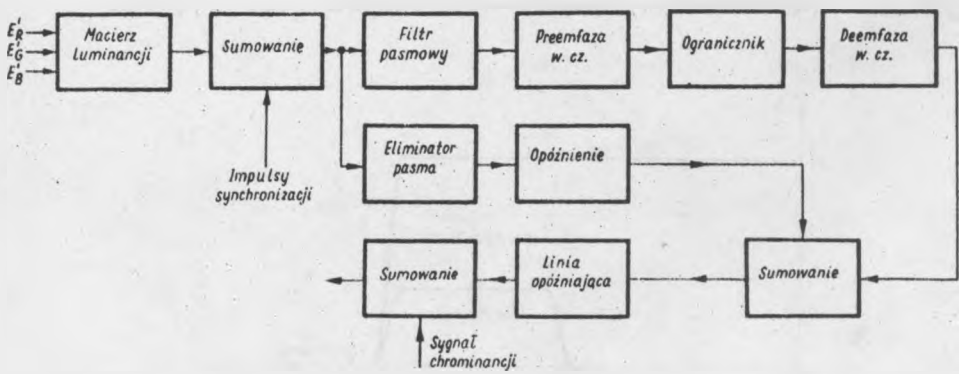 E'R
E'G
E'B
Macierz
luminancji
Sumowanie
Filtr
pasmowy
Preemfaza
w. cz.
Ogranicznik
Deemfaza
w. cz.
Impulsy
synchronizacji
Eliminator
pasma
Opóźnienie
Sumowanie
Linia
opóźniająca
Sumowanie
Sygnał
chrominancji